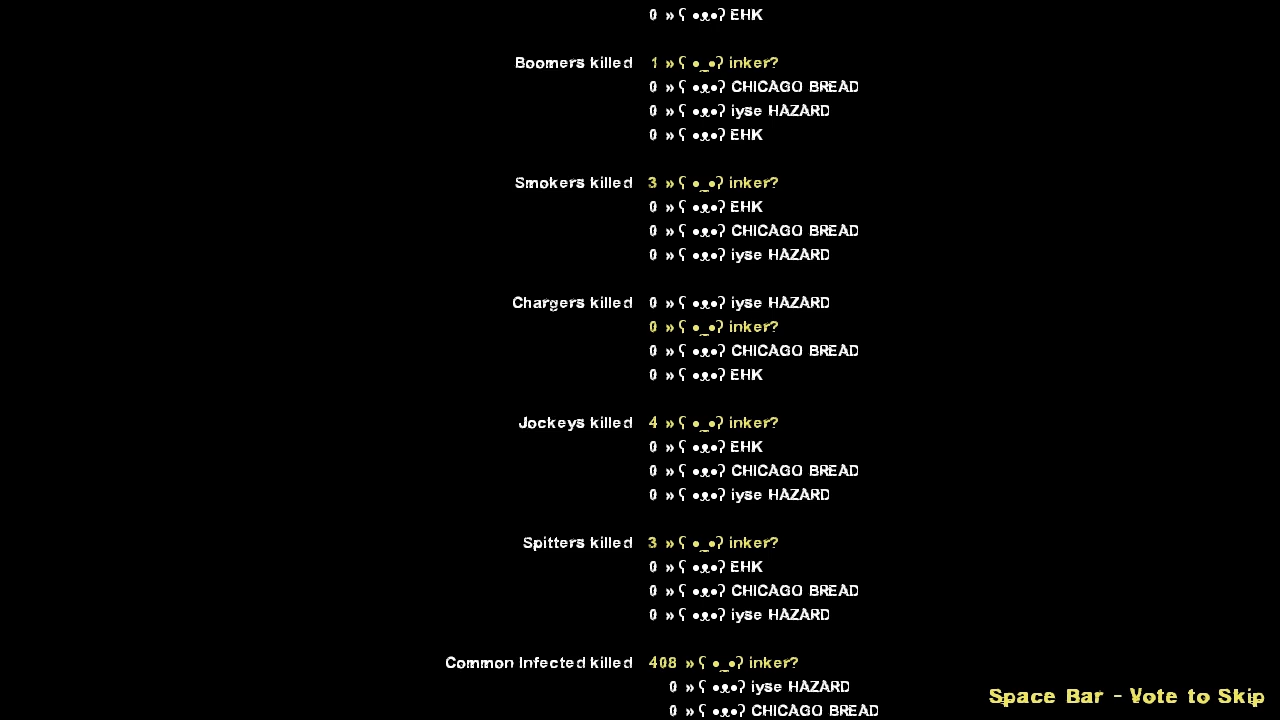 0 » ʕ •ᴥ•ʔ EHK
Boomers killed 1 » ʕ •_•ʔ inker?
0 » ʕ •ᴥ•ʔ CHICAGO BREAD
0 » ʕ •ᴥ•ʔ iyse HAZARD
0 » ʕ •ᴥ•ʔ EHK
Smokers killed 3 » ʕ •_•ʔ inker?
0 » ʕ •ᴥ•ʔ EHK
0 » ʕ •ᴥ•ʔ CHICAGO BREAD
0 » ʕ •ᴥ•ʔ iyse HAZARD
Chargers killed 0 » ʕ •ᴥ•ʔ iyse HAZARD
0 » ʕ •_•ʔ inker?
0 » ʕ •ᴥ•ʔ CHICAGO BREAD
0 » ʕ •ᴥ•ʔ EHK
Jockeys killed 4 » ʕ •_•ʔ inker?
0 » ʕ •ᴥ•ʔ EHK
0 » ʕ •ᴥ•ʔ CHICAGO BREAD
0 » ʕ •ᴥ•ʔ iyse HAZARD
Spitters killed 3 » ʕ •_•ʔ inker?
0 » ʕ •ᴥ•ʔ EHK
0 » ʕ •ᴥ•ʔ CHICAGO BREAD
0 » ʕ •ᴥ•ʔ iyse HAZARD
Common Infected killed 408 » ʕ •_•ʔ inker?
0 » ʕ •ᴥ•ʔ iyse HAZARD
0 » ʕ •ᴥ•ʔ CHICAGO BREAD
Space Bar - Vote to Skip